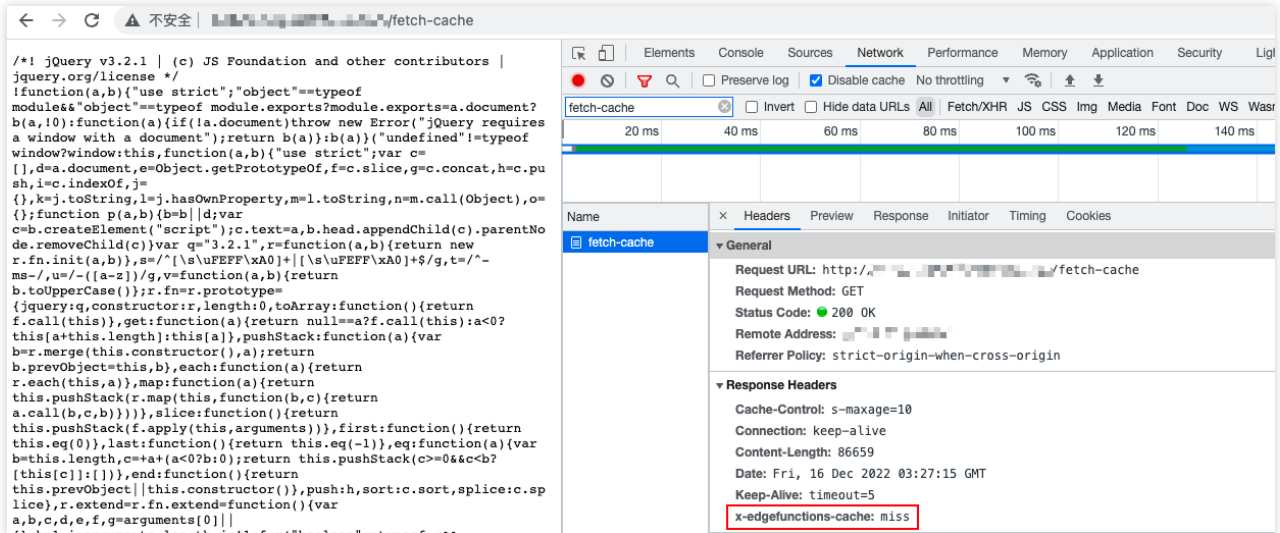 不安全 /fetch-cache
/*! jQuery v3.2.1 | (c) JS Foundation and other contributors |
jquery.org/license */
!function(a,b){"use strict";"object"==typeof
module&&"object"==typeof module.exports?module.exports=a.document?
b(a,!0):function(a){if(!a.document)throw new Error("jQuery requires
a window with a document");return b(a)}:b(a)}("undefined"!=typeof
window?window:this,function(a,b){"use strict";var c=
[],d=a.document,e=Object.getPrototypeOf,f=c.slice,g=c.concat,h=c.pu
sh,i=c.indexOf,j=
{},k=j.toString,l=j.hasOwnProperty,m=l.toString,n=m.call(Object),o=
{};function p(a,b){b=b||d;var
c=b.createElement("script");c.text=a,b.head.appendChild(c).parentNo
de.removeChild(c)}var q="3.2.1",r=function(a,b){return new
r.fn.init(a,b)},s=/^[\s\uFEFF\xA0]+|[\s\uFEFF\xA0]+$/g,t=/^-
ms-/,u=/-([a-z])/g,v=function(a,b){return
b.toUpperCase()};r.fn=r.prototype=
{jquery:q,constructor:r,length:0,toArray:function(){return
f.call(this)},get:function(a){return null==a?f.call(this):a<0?
this[a+this.length]:this[a]},pushStack:function(a){var
b=r.merge(this.constructor(),a);return
b.prevObject=this,b},each:function(a){return
r.each(this,a)},map:function(a){return
this.pushStack(r.map(this,function(b,c){return
a.call(b,c,b)}))},slice:function(){return
this.pushStack(f.apply(this,arguments))},first:function(){return
this.eq(0)},last:function(){return this.eq(-1)},eq:function(a){var
b=this.length,c=+a+(a<0?b:0);return this.pushStack(c>=0&&c<b?
[this[c]]:[])},end:function(){return
this.prevObject||this.constructor()},push:h,sort:c.sort,splice:c.sp
lice},r.extend=r.fn.extend=function(){var
a,b,c,d,e,f,g=arguments[0]||
Elements Console Sources Network Performance Memory Application Security
Preserve log Disable cache No throttling
fetch-cache Invert Hide data URLs All Fetch/XHR JS CSS Img Media Font Doc WS
20 ms 40 ms 60 ms 80 ms 100 ms 120 ms 140 ms
Name
fetch-cache
× Headers Preview Response Initiator Timing Cookies
General
Request URL: http:/ /fetch-cache
Request Method: GET
Status Code: 200 OK
Remote Address:
Referrer Policy: strict-origin-when-cross-origin
Response Headers
Cache-Control: s-maxage=10
Connection: keep-alive
Content-Length: 86659
Date: Fri, 16 Dec 2022 03:27:15 GMT
Keep-Alive: timeout=5
x-edgefunctions-cache: miss